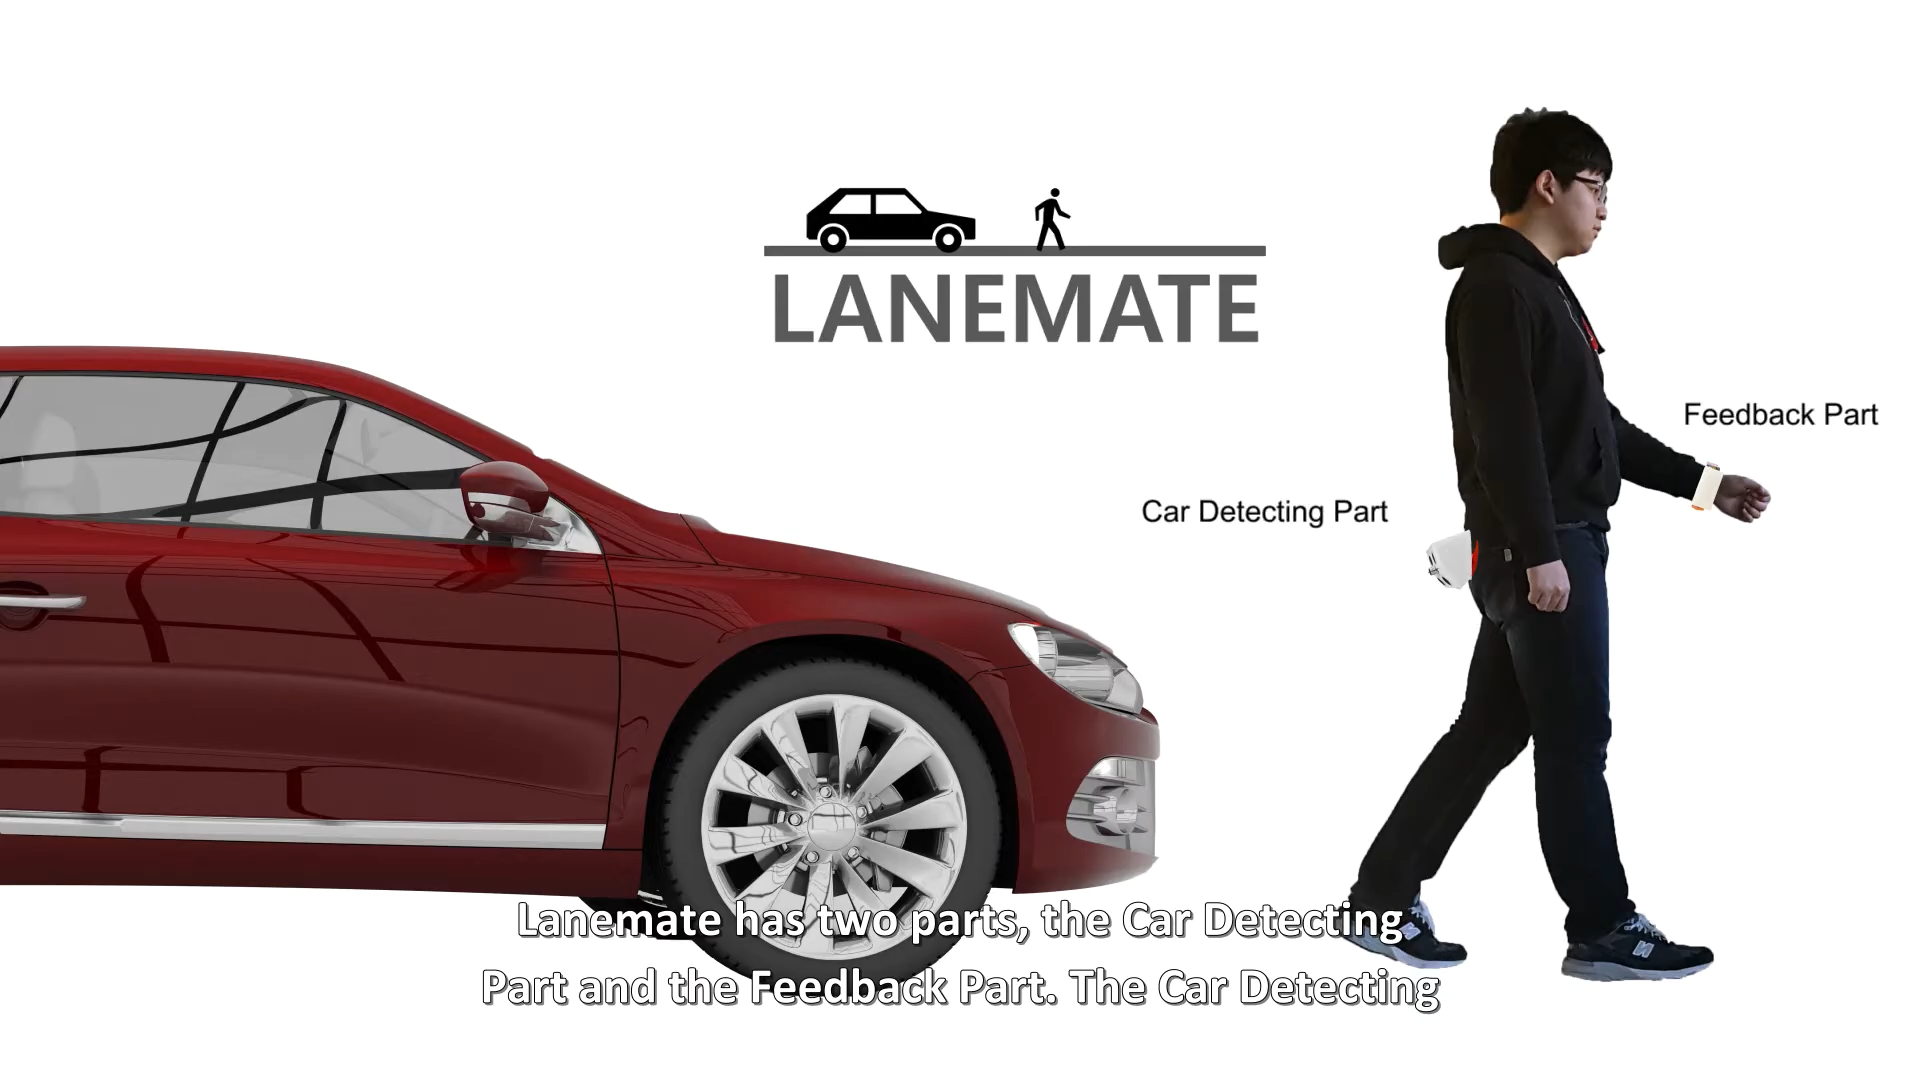 LANEMATE
Feedback Part
Car Detecting Part
Lanemate has two parts, the Car Detecting
Part and the Feedback Part. The Car Detecting
N
N